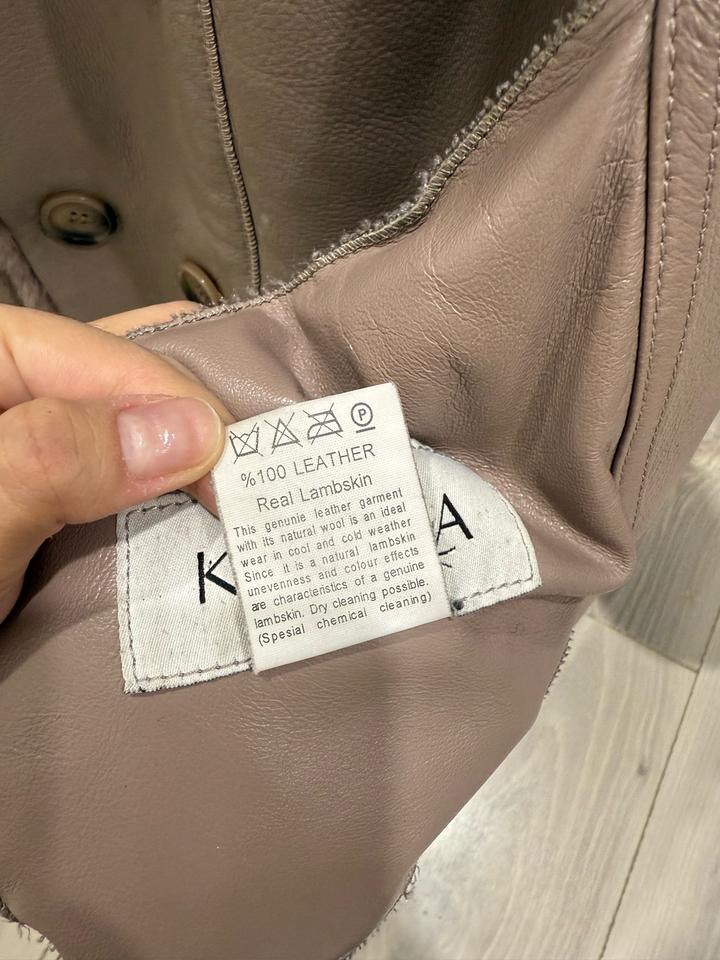 P
%100 LEATHER
Real Lambskin
This genunie leather garment
with its natural wool is an ideal
wear in cool and cold weather
Since it is a natural lambskin
unevenness and colour effects
are characteristics of a genuine
lambskin. Dry cleaning possible.
(Spesial chemical cleaning)